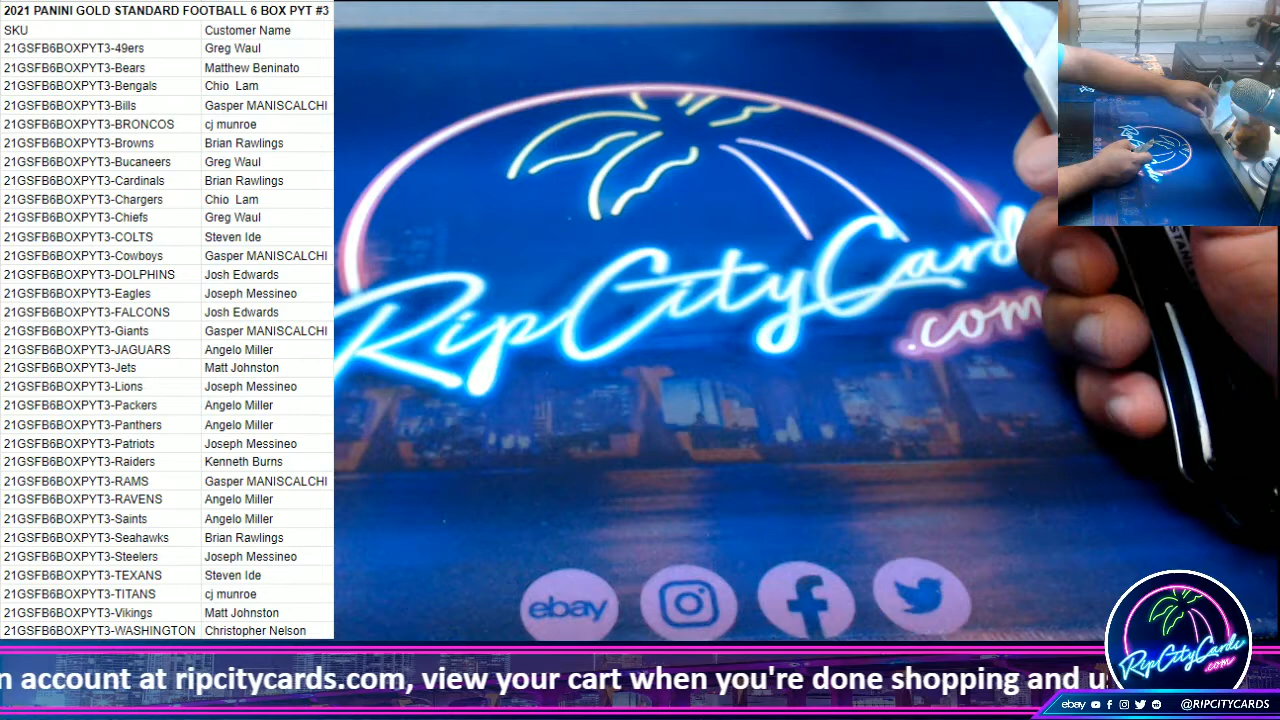 2021 PANINI GOLD STANDARD FOOTBALL 6 BOX PYT #3
SKU Customer Name
21GSFB6BOXPYT3-49ers Greg Waul
21GSFB6BOXPYT3-Bears Matthew Beninato
21GSFB6BOXPYT3-Bengals Chio Lam
21GSFB6BOXPYT3-Bills Gasper MANISCALCHI
21GSFB6BOXPYT3-BRONCOS cj munroe
21GSFB6BOXPYT3-Browns Brian Rawlings
21GSFB6BOXPYT3-Bucaneers Greg Waul
21GSFB6BOXPYT3-Cardinals Brian Rawlings
21GSFB6BOXPYT3-Chargers Chio Lam
21GSFB6BOXPYT3-Chiefs Greg Waul
21GSFB6BOXPYT3-COLTS Steven Ide
21GSFB6BOXPYT3-Cowboys Gasper MANISCALCHI
21GSFB6BOXPYT3-DOLPHINS Josh Edwards
21GSFB6BOXPYT3-Eagles Joseph Messineo
21GSFB6BOXPYT3-FALCONS Josh Edwards
21GSFB6BOXPYT3-Giants Gasper MANISCALCHI
21GSFB6BOXPYT3-JAGUARS Angelo Miller
21GSFB6BOXPYT3-Jets Matt Johnston
21GSFB6BOXPYT3-Lions Joseph Messineo
21GSFB6BOXPYT3-Packers Angelo Miller
21GSFB6BOXPYT3-Panthers Angelo Miller
21GSFB6BOXPYT3-Patriots Joseph Messineo
21GSFB6BOXPYT3-Raiders Kenneth Burns
21GSFB6BOXPYT3-RAMS Gasper MANISCALCHI
21GSFB6BOXPYT3-RAVENS Angelo Miller
21GSFB6BOXPYT3-Saints Angelo Miller
21GSFB6BOXPYT3-Seahawks Brian Rawlings
21GSFB6BOXPYT3-Steelers Joseph Messineo
21GSFB6BOXPYT3-TEXANS Steven Ide
21GSFB6BOXPYT3-TITANS cj munroe
21GSFB6BOXPYT3-Vikings Matt Johnston
21GSFB6BOXPYT3-WASHINGTON Christopher Nelson
RipCityCards
.com
ebay
account at ripcitycards.com, view your cart when you're done shopping and
RipCityCards
.com
ebay @RIPCITYCARDS